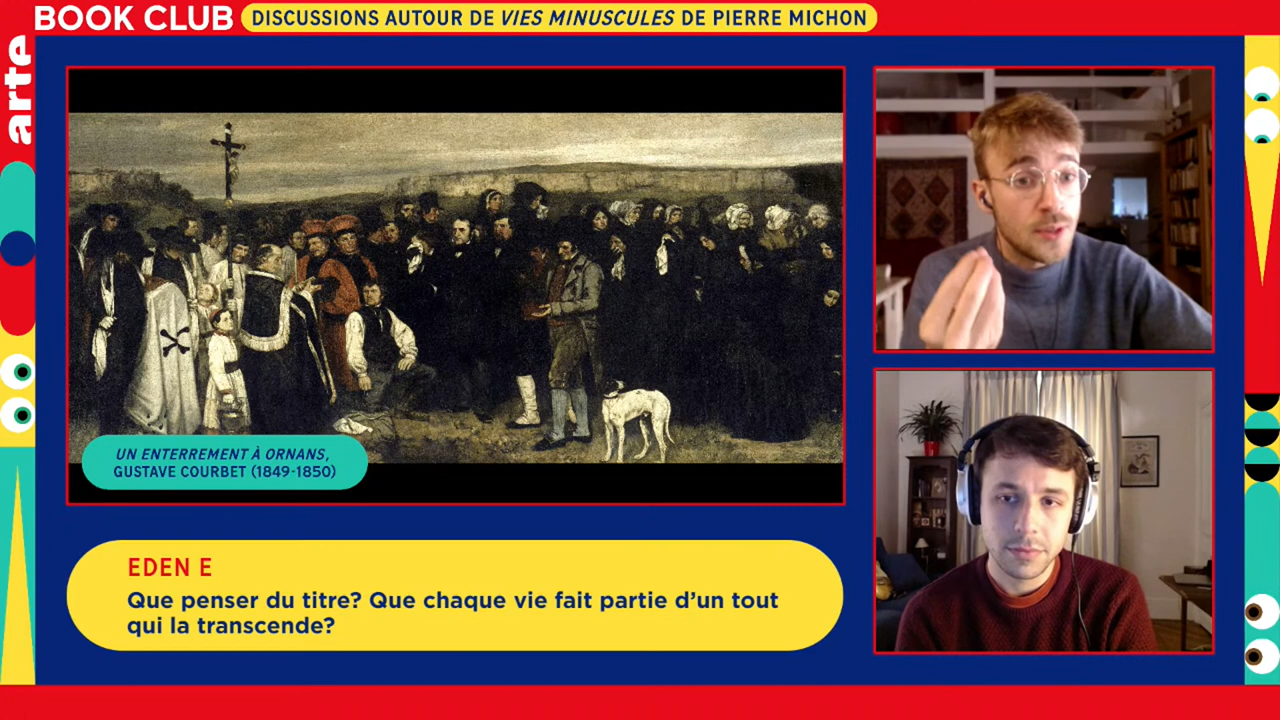 BOOK CLUB
DISCUSSIONS AUTOUR DE VIES MINUSCULES DE PIERRE MICHON
arte
UN ENTERREMENT À ORNANS,
GUSTAVE COURBET (1849-1850)
EDEN E
Que penser du titre? Que chaque vie fait partie d’un tout
qui la transcende?